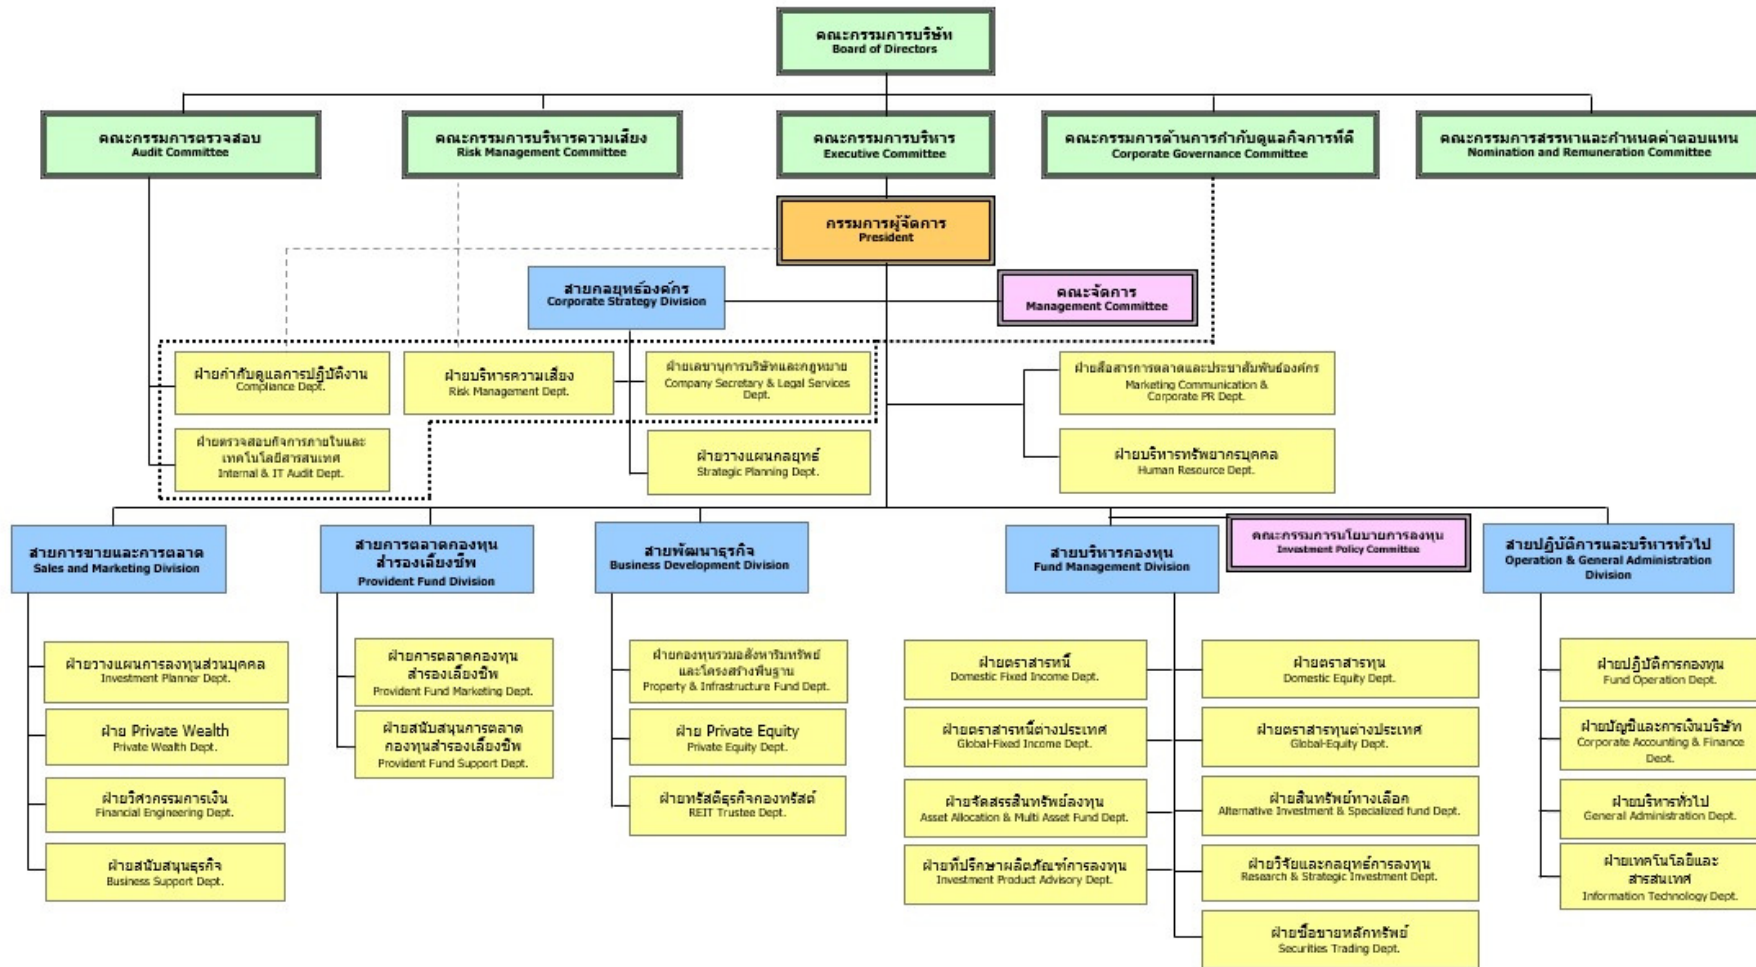 คณะกรรมการบริษัท
Board of Directors
คณะกรรมการตรวจสอบ
Audit Committee
คณะกรรมการบริหารความเสี่ยง
Risk Management Committee
คณะกรรมการบริหาร
Executive Committee
คณะกรรมการด้านการกำกับดูแลกิจการที่ดี
Corporate Governance Committee
คณะกรรมการสรรหาและกำหนดค่าตอบแทน
Nomination and Remuneration Committee
กรรมการผู้จัดการ
President
สายกลยุทธ์องค์กร
Corporate Strategy Division
คณะจัดการ
Management Committee
ฝ่ายกำกับดูแลการปฏิบัติงาน
Compliance Dept.
ฝ่ายบริหารความเสี่ยง
Risk Management Dept.
ฝ่ายเลขานุการบริษัทและกฎหมาย
Company Secretary & Legal Services
Dept.
ฝ่ายสื่อสารการตลาดและประชาสัมพันธ์องค์กร
Marketing Communication &
Corporate PR Dept.
ฝ่ายตรวจสอบกิจการภายในและ
เทคโนโลยีสารสนเทศ
Internal & IT Audit Dept.
ฝ่ายวางแผนกลยุทธ์
Strategic Planning Dept.
ฝ่ายบริหารทรัพยากรบุคคล
Human Resource Dept.
สายการขายและการตลาด
Sales and Marketing Division
สายการตลาดกองทุน
สำรองเลี้ยงชีพ
Provident Fund Division
สายพัฒนาธุรกิจ
Business Development Division
สายบริหารกองทุน
Fund Management Division
คณะกรรมการนโยบายการลงทุน
Investment Policy Committee
สายปฏิบัติการและบริหารทั่วไป
Operation & General Administration
Division
ฝ่ายวางแผนการลงทุนส่วนบุคคล
Investment Planner Dept.
ฝ่าย Private Wealth
Private Wealth Dept.
ฝ่ายวิศวกรรมการเงิน
Financial Engineering Dept.
ฝ่ายสนับสนุนธุรกิจ
Business Support Dept.
ฝ่ายการตลาดกองทุน
สำรองเลี้ยงชีพ
Provident Fund Marketing Dept.
ฝ่ายสนับสนุนการตลาด
กองทุนสำรองเลี้ยงชีพ
Provident Fund Support Dept.
ฝ่ายกองทุนรวมอสังหาริมทรัพย์
และโครงสร้างพื้นฐาน
Property & Infrastructure Fund Dept.
ฝ่าย Private Equity
Private Equity Dept.
ฝ่ายทรัสตีธุรกิจกองทรัสต์
REIT Trustee Dept.
ฝ่ายตราสารหนี้
Domestic Fixed Income Dept.
ฝ่ายตราสารหนี้ต่างประเทศ
Global-Fixed Income Dept.
ฝ่ายจัดสรรสินทรัพย์ลงทุน
Asset Allocation & Multi Asset Fund Dept.
ฝ่ายที่ปรึกษาผลิตภัณฑ์การลงทุน
Investment Product Advisory Dept.
ฝ่ายตราสารทุน
Domestic Equity Dept.
ฝ่ายตราสารทุนต่างประเทศ
Global-Equity Dept.
ฝ่ายสินทรัพย์ทางเลือก
Alternative Investment & Specialized fund Dept.
ฝ่ายวิจัยและกลยุทธ์การลงทุน
Research & Strategic Investment Dept.
ฝ่ายซื้อขายหลักทรัพย์
Securities Trading Dept.
ฝ่ายปฏิบัติการกองทุน
Fund Operation Dept.
ฝ่ายบัญชีและการเงินบริษัท
Corporate Accounting & Finance
Dept.
ฝ่ายบริหารทั่วไป
General Administration Dept.
ฝ่ายเทคโนโลยีและ
สารสนเทศ
Information Technology Dept.